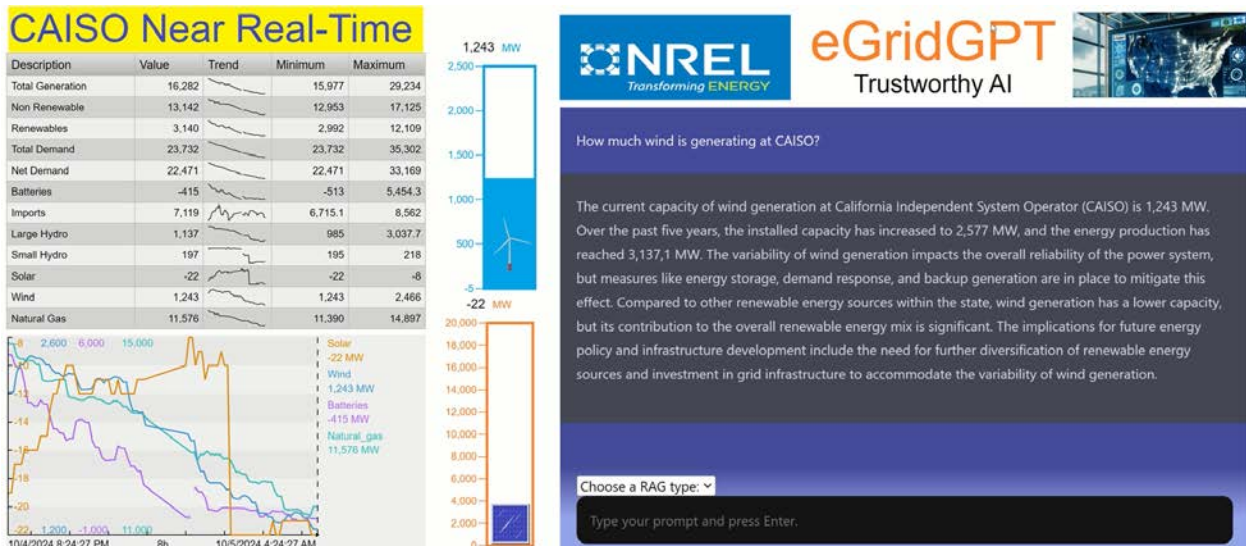 CAISO Near Real-Time
Description Value Trend Minimum Maximum
Total Generation 16,282 15,977 29,234
Non Renewable 13,142 12,953 17,125
Renewables 3,140 2,992 12,109
Total Demand 23,732 23,732 35,302
Net Demand 22,471 22,471 33,169
Batteries -415 -513 5,454.3
Imports 7,119 6,715.1 8,562
Large Hydro 1,137 985 3,037.7
Small Hydro 197 195 218
Solar -22 -22 -8
Wind 1,243 1,243 2,466
Natural Gas 11,576 11,390 14,897
-8 2,600 6,000 15,000
-10
-12
-14
-16
-18
-20
-22 1,200 -1,000 11,000
10/4/2024 8:24:27 PM 8h 10/5/2024 4:24:27 AM
Solar
-22 MW
Wind
1,243 MW
Batteries
-415 MW
Natural_gas
11,576 MW
1,243 MW
2,500
2,000
1,500
1,000
500
-5
-22 MW
20,000
18,000
16,000
14,000
12,000
10,000
8,000
6,000
4,000
2,000
0
NREL
Transforming ENERGY
eGridGPT
Trustworthy AI
How much wind is generating at CAISO?
The current capacity of wind generation at California Independent System Operator (CAISO) is 1,243 MW.
Over the past five years, the installed capacity has increased to 2,577 MW, and the energy production has
reached 3,137,1 MW. The variability of wind generation impacts the overall reliability of the power system,
but measures like energy storage, demand response, and backup generation are in place to mitigate this
effect. Compared to other renewable energy sources within the state, wind generation has a lower capacity,
but its contribution to the overall renewable energy mix is significant. The implications for future energy
policy and infrastructure development include the need for further diversification of renewable energy
sources and investment in grid infrastructure to accommodate the variability of wind generation.
Choose a RAG type:
Type your prompt and press Enter.